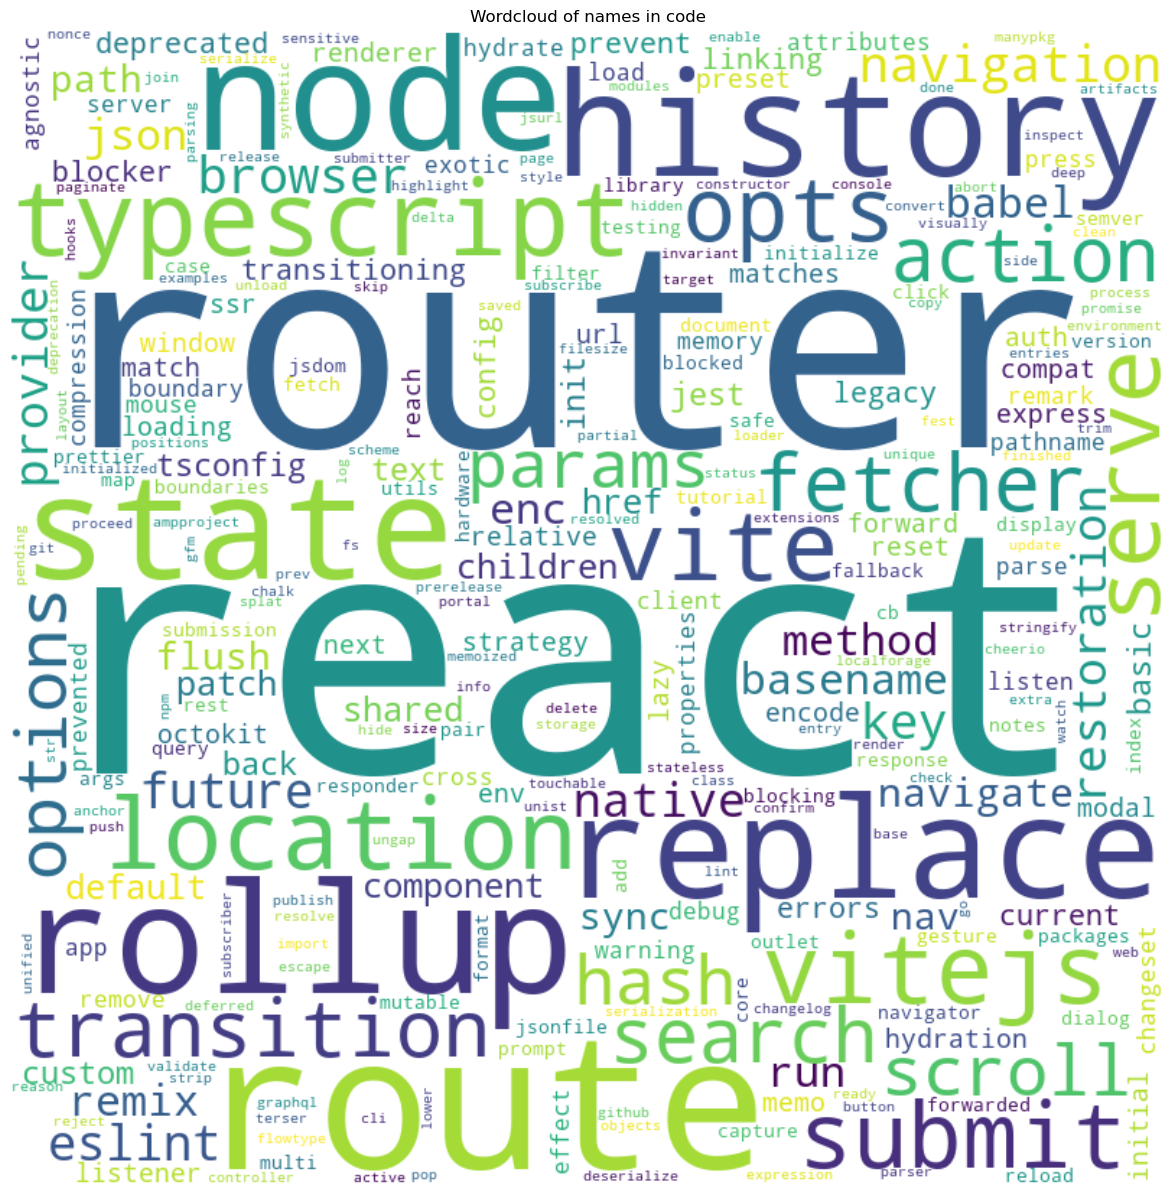 Wordcloud of names in code
nonce
deprecated
sensitive
renderer
hydrate
prevent
enable
attributes
manypkg
agnostic
path
join
serialize
node
linking
load
preset
navigation
server
parsing
synthetic
modules
done
artifacts
json
jsurl
history
inspect
blocker
release
submitter
exotic
page
press
deep
paginate
browser
highlight
style
library
constructor
console
abort
typescript
delta
hidden
opts
convert
babel
semver
hooks
testing
visually
clean
case
transitioning
filter
invariant
initialize
action
side
provider
examples
unload
skip
subscribe
target
matches
click
process
deprecation
compression
ssr
saved
copy
promise
router
window
config
url
document
memory
auth
environment
version
match
jsdom
filesize
blocked
entries
compat
boundary
fetch
reach
init
jest
legacy
remark
layout
mouse
safe
fest
express
serve
loading
positions
partial
loader
trim
pathname
prettier
initialized
tsconfig
scheme
params
unique
finished
map
log
text
hardware
status
fetcher
boundaries
utils
enc
href
tutorial
state
proceed
ampproject
resolved
extensions
forward
display
relative
vite
pending
git
gfm
fs
reset
update
restoration
children
fallback
parse
prev
chalk
prerelease
splat
portal
react
options
submission
next
strategy
client
cb
method
stringify
flush
memoized
localforage
cheerio
basic
prevented
patch
info
lazy
properties
basename
listen
npm
rest
shared
delete
encode
key
extra
hide
size
pair
storage
entry
notes
watch
octokit
str
query
render
index
back
stateless
response
args
responder
cross
touchable
class
check
future
env
native
blocking
navigate
modal
anchor
unist
confirm
push
location
ungap
replace
base
add
lint
default
component
rollup
publish
sync
debug
errors
nav
go
current
subscriber
resolve
app
import
format
warning
outlet
gesture
packages
unified
escape
hash
vitejs
web
changeset
remove
deferred
mutable
serialization
core
changelog
navigator
dialog
transition
jsonfile
search
hydration
prompt
custom
validate
run
scroll
reason
strip
remix
graphql
lower
effect
github
memo
ready
button
forwarded
initial
reject
terser
cli
route
objects
eslint
flowtype
capture
submit
multi
listener
controller
active
pop
deserialize
expression
parser
reload